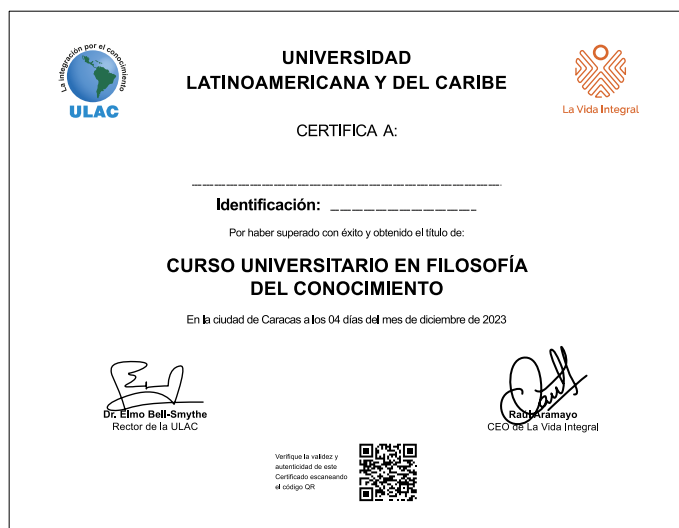 La integración por el conocimiento
ULAC
UNIVERSIDAD
LATINOAMERICANA Y DEL CARIBE
La Vida Integral
CERTIFICA A:
Identificación:
Por haber superado con éxito y obtenido el título de:
CURSO UNIVERSITARIO EN FILOSOFÍA
DEL CONOCIMIENTO
En la ciudad de Caracas a los 04 días del mes de diciembre de 2023
Dr. Elmo Bell-Smythe
Rector de la ULAC
Raúl Aramayo
CEO de La Vida Integral
Verifique la validez y
autenticidad de este
Certificado escaneando
el código QR